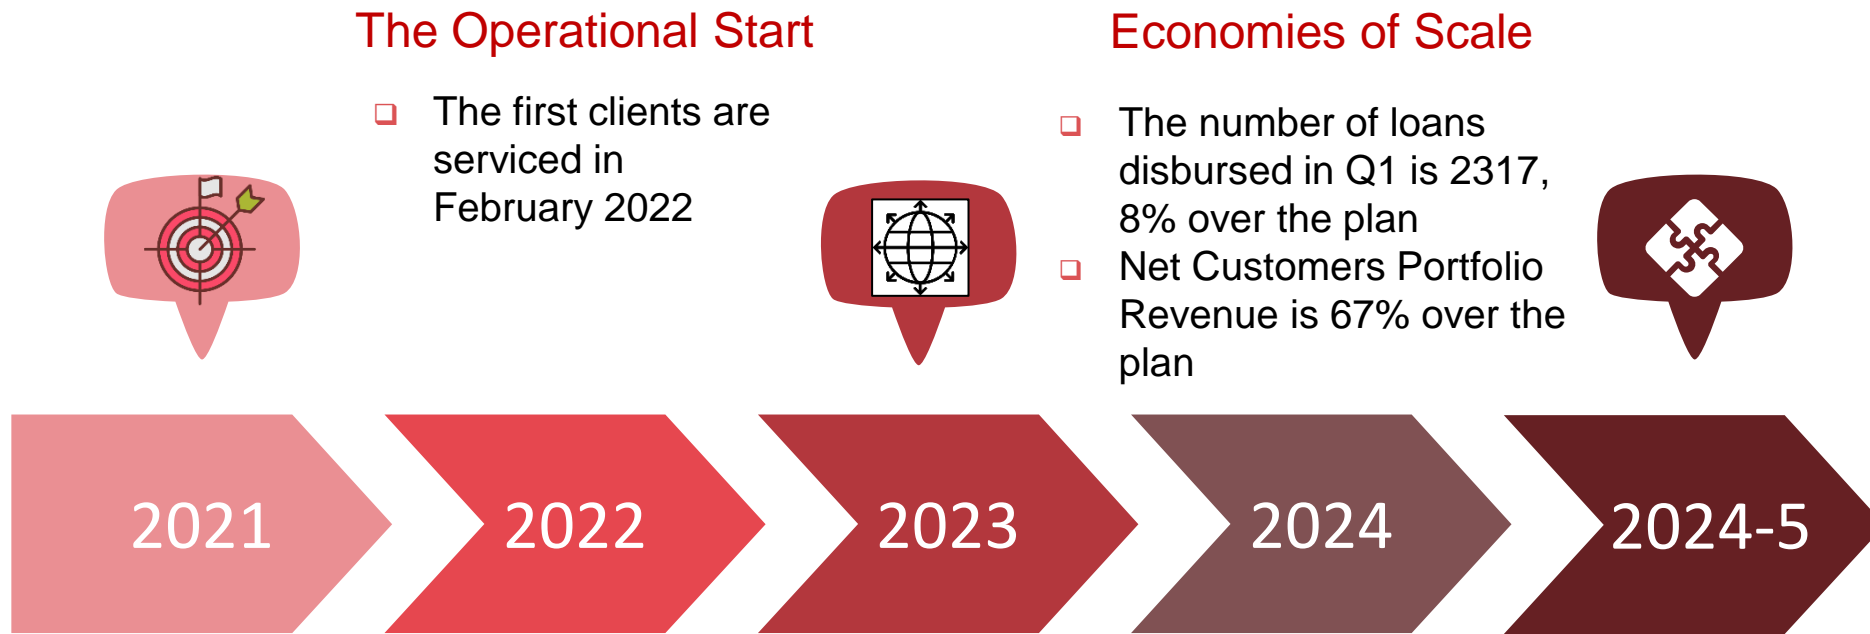 The Operational Start
The first clients are
serviced in
February 2022
Economies of Scale
The number of loans
disbursed in Q1 is 2317,
8% over the plan
Net Customers Portfolio
Revenue is 67% over the
plan
2021
2022
2023
2024
2024-5